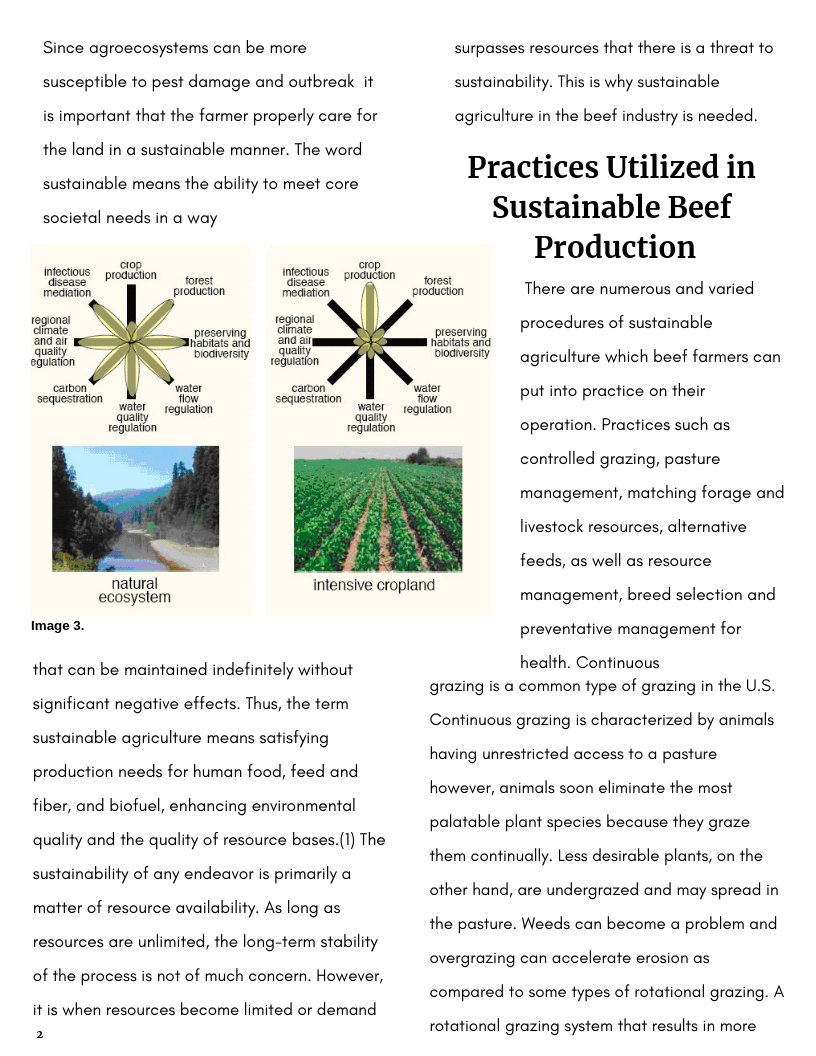 Since agroecosystems can be more
susceptible to pest damage and outbreak  it
is important that the farmer properly care for
the land in a sustainable manner. The word
sustainable means the ability to meet core
societal needs in a way
infectious
disease
mediation
crop
production
forest
production
regional
climate
and air
quality
regulation
preserving
habitats and
biodiversity
carbon
sequestration
water
quality
regulation
water
flow
regulation
natural
ecosystem
infectious
disease
mediation
crop
production
forest
production
regional
climate
and air
quality
regulation
preserving
habitats and
biodiversity
carbon
sequestration
water
quality
regulation
water
flow
regulation
intensive cropland
Image 3.
that can be maintained indefinitely without
significant negative effects. Thus, the term
sustainable agriculture means satisfying
production needs for human food, feed and
fiber, and biofuel, enhancing environmental
quality and the quality of resource bases.(1) The
sustainability of any endeavor is primarily a
matter of resource availability. As long as
resources are unlimited, the long-term stability
of the process is not of much concern. However,
it is when resources become limited or demand
surpasses resources that there is a threat to
sustainability. This is why sustainable
agriculture in the beef industry is needed.
Practices Utilized in
Sustainable Beef
Production
There are numerous and varied
procedures of sustainable
agriculture which beef farmers can
put into practice on their
operation. Practices such as
controlled grazing, pasture
management, matching forage and
livestock resources, alternative
feeds, as well as resource
management, breed selection and
preventative management for
health. Continuous
grazing is a common type of grazing in the U.S.
Continuous grazing is characterized by animals
having unrestricted access to a pasture
however, animals soon eliminate the most
palatable plant species because they graze
them continually. Less desirable plants, on the
other hand, are undergrazed and may spread in
the pasture. Weeds can become a problem and
overgrazing can accelerate erosion as
compared to some types of rotational grazing. A
rotational grazing system that results in more
2